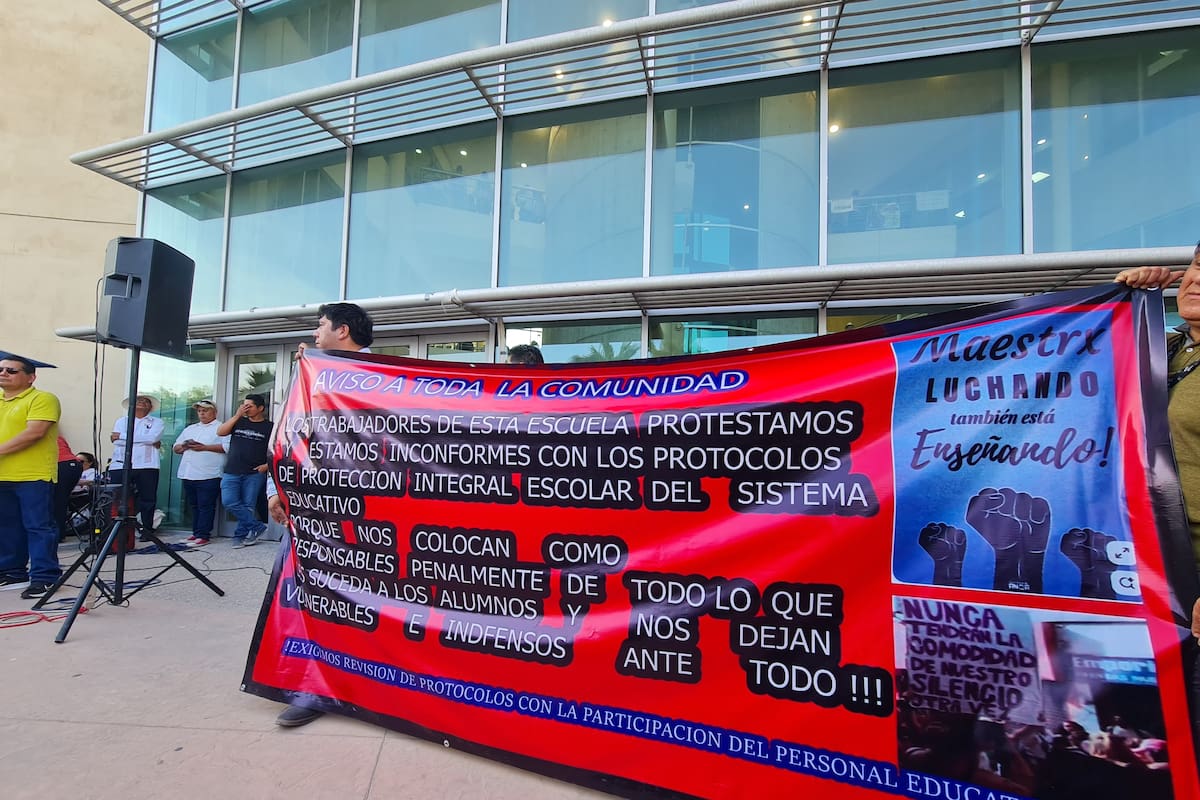 AVISO A TODA LA COMUNIDAD
LOS TRABAJADORES DE ESTA ESCUELA PROTESTAMOS
Y ESTAMOS INCONFORMES CON LOS PROTOCOLOS
DE PROTECCION INTEGRAL ESCOLAR DEL SISTEMA
EDUCATIVO
PORQUE NOS COLOCAN COMO
RESPONSABLES PENALMENTE DE TODO LO QUE
SUCEDA A LOS ALUMNOS Y NOS DEJAN
VULNERABLES E INDFENSOS ANTE TODO !!!
!EXIGIMOS REVISION DE PROTOCOLOS CON LA PARTICIPACION DEL PERSONAL EDUCAT
Maestrx
LUCHANDO
también está
Enseñando!
NUNCA
TENDRÁN LA
COMODIDAD
DE NUESTRO
SILENCIO
OTRA VEZ